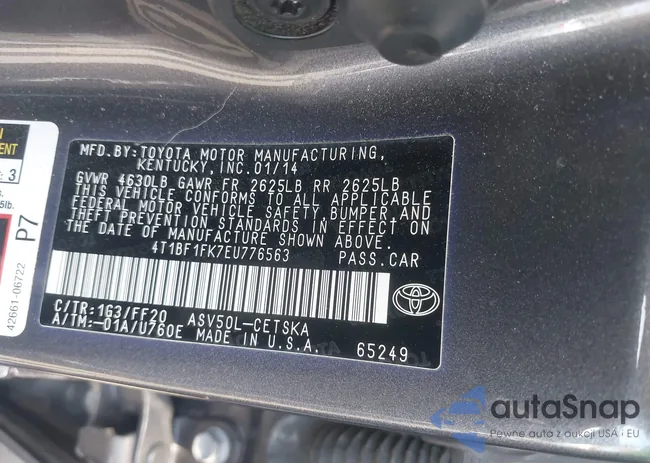 MFD.BY:TOYOTA MOTOR MANUFACTURING,
KENTUCKY,INC.01/14
GVWR 4630LB GAWR FR 2625LB RR 2625LB
THIS VEHICLE CONFORMS TO ALL APPLICABLE
FEDERAL MOTOR VEHICLE SAFETY,BUMPER,AND
THEFT PREVENTION STANDARDS IN EFFECT ON
THE DATE OF MANUFACTURE SHOWN ABOVE.
4T1BF1FK7EU776563 PASS.CAR
C/TR:1G3/FF20 ASV50L-CETSKA
A/TM:-01A/U760E MADE IN U.S.A. 65249
3
P7
42661-06722
autoSnap
Pewne auta z aukcji USA i EU